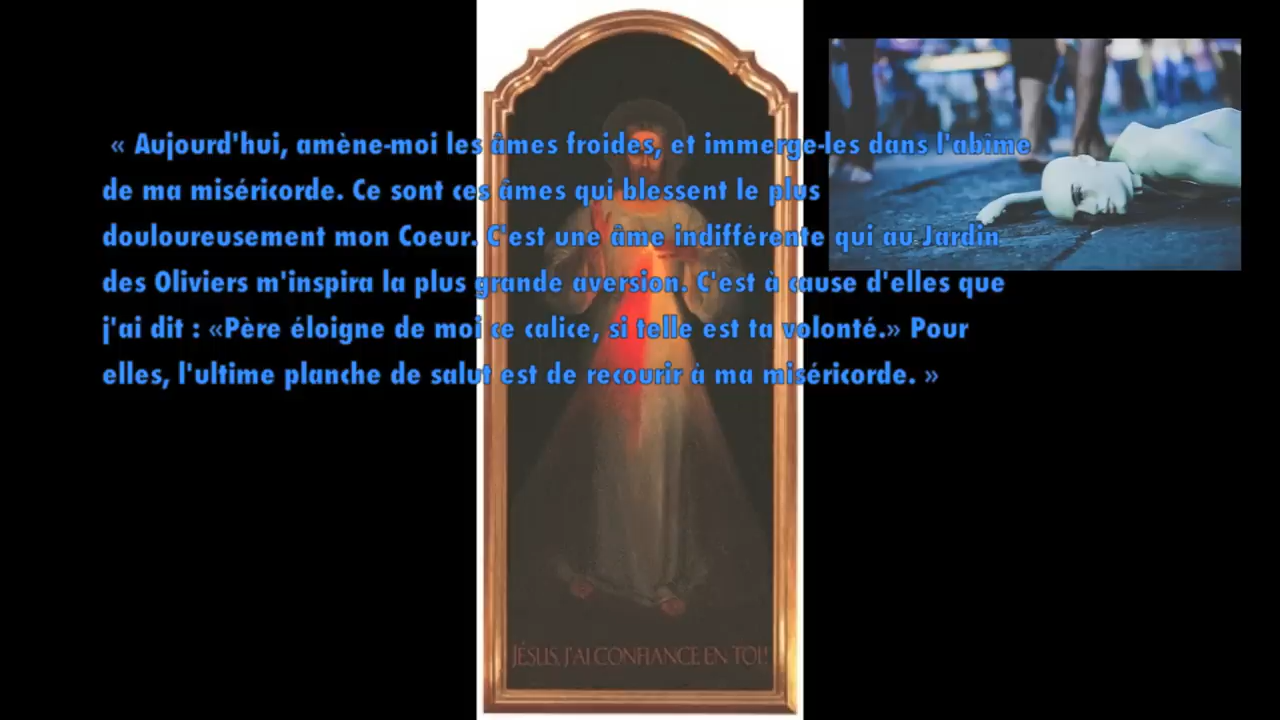 « Aujourd'hui, amène-moi les âmes froides, et immerge-les dans l'abîme
de ma miséricorde. Ce sont ces âmes qui blessent le plus
douloureusement mon Coeur. C'est une âme indifférente qui au Jardin
des Oliviers m'inspira la plus grande aversion. C'est à cause d'elles que
j'ai dit : «Père éloigne de moi ce calice, si telle est ta volonté.» Pour
elles, l'ultime planche de salut est de recourir à ma miséricorde. »
JÉSUS, J'AI CONFIANCE EN TOI!